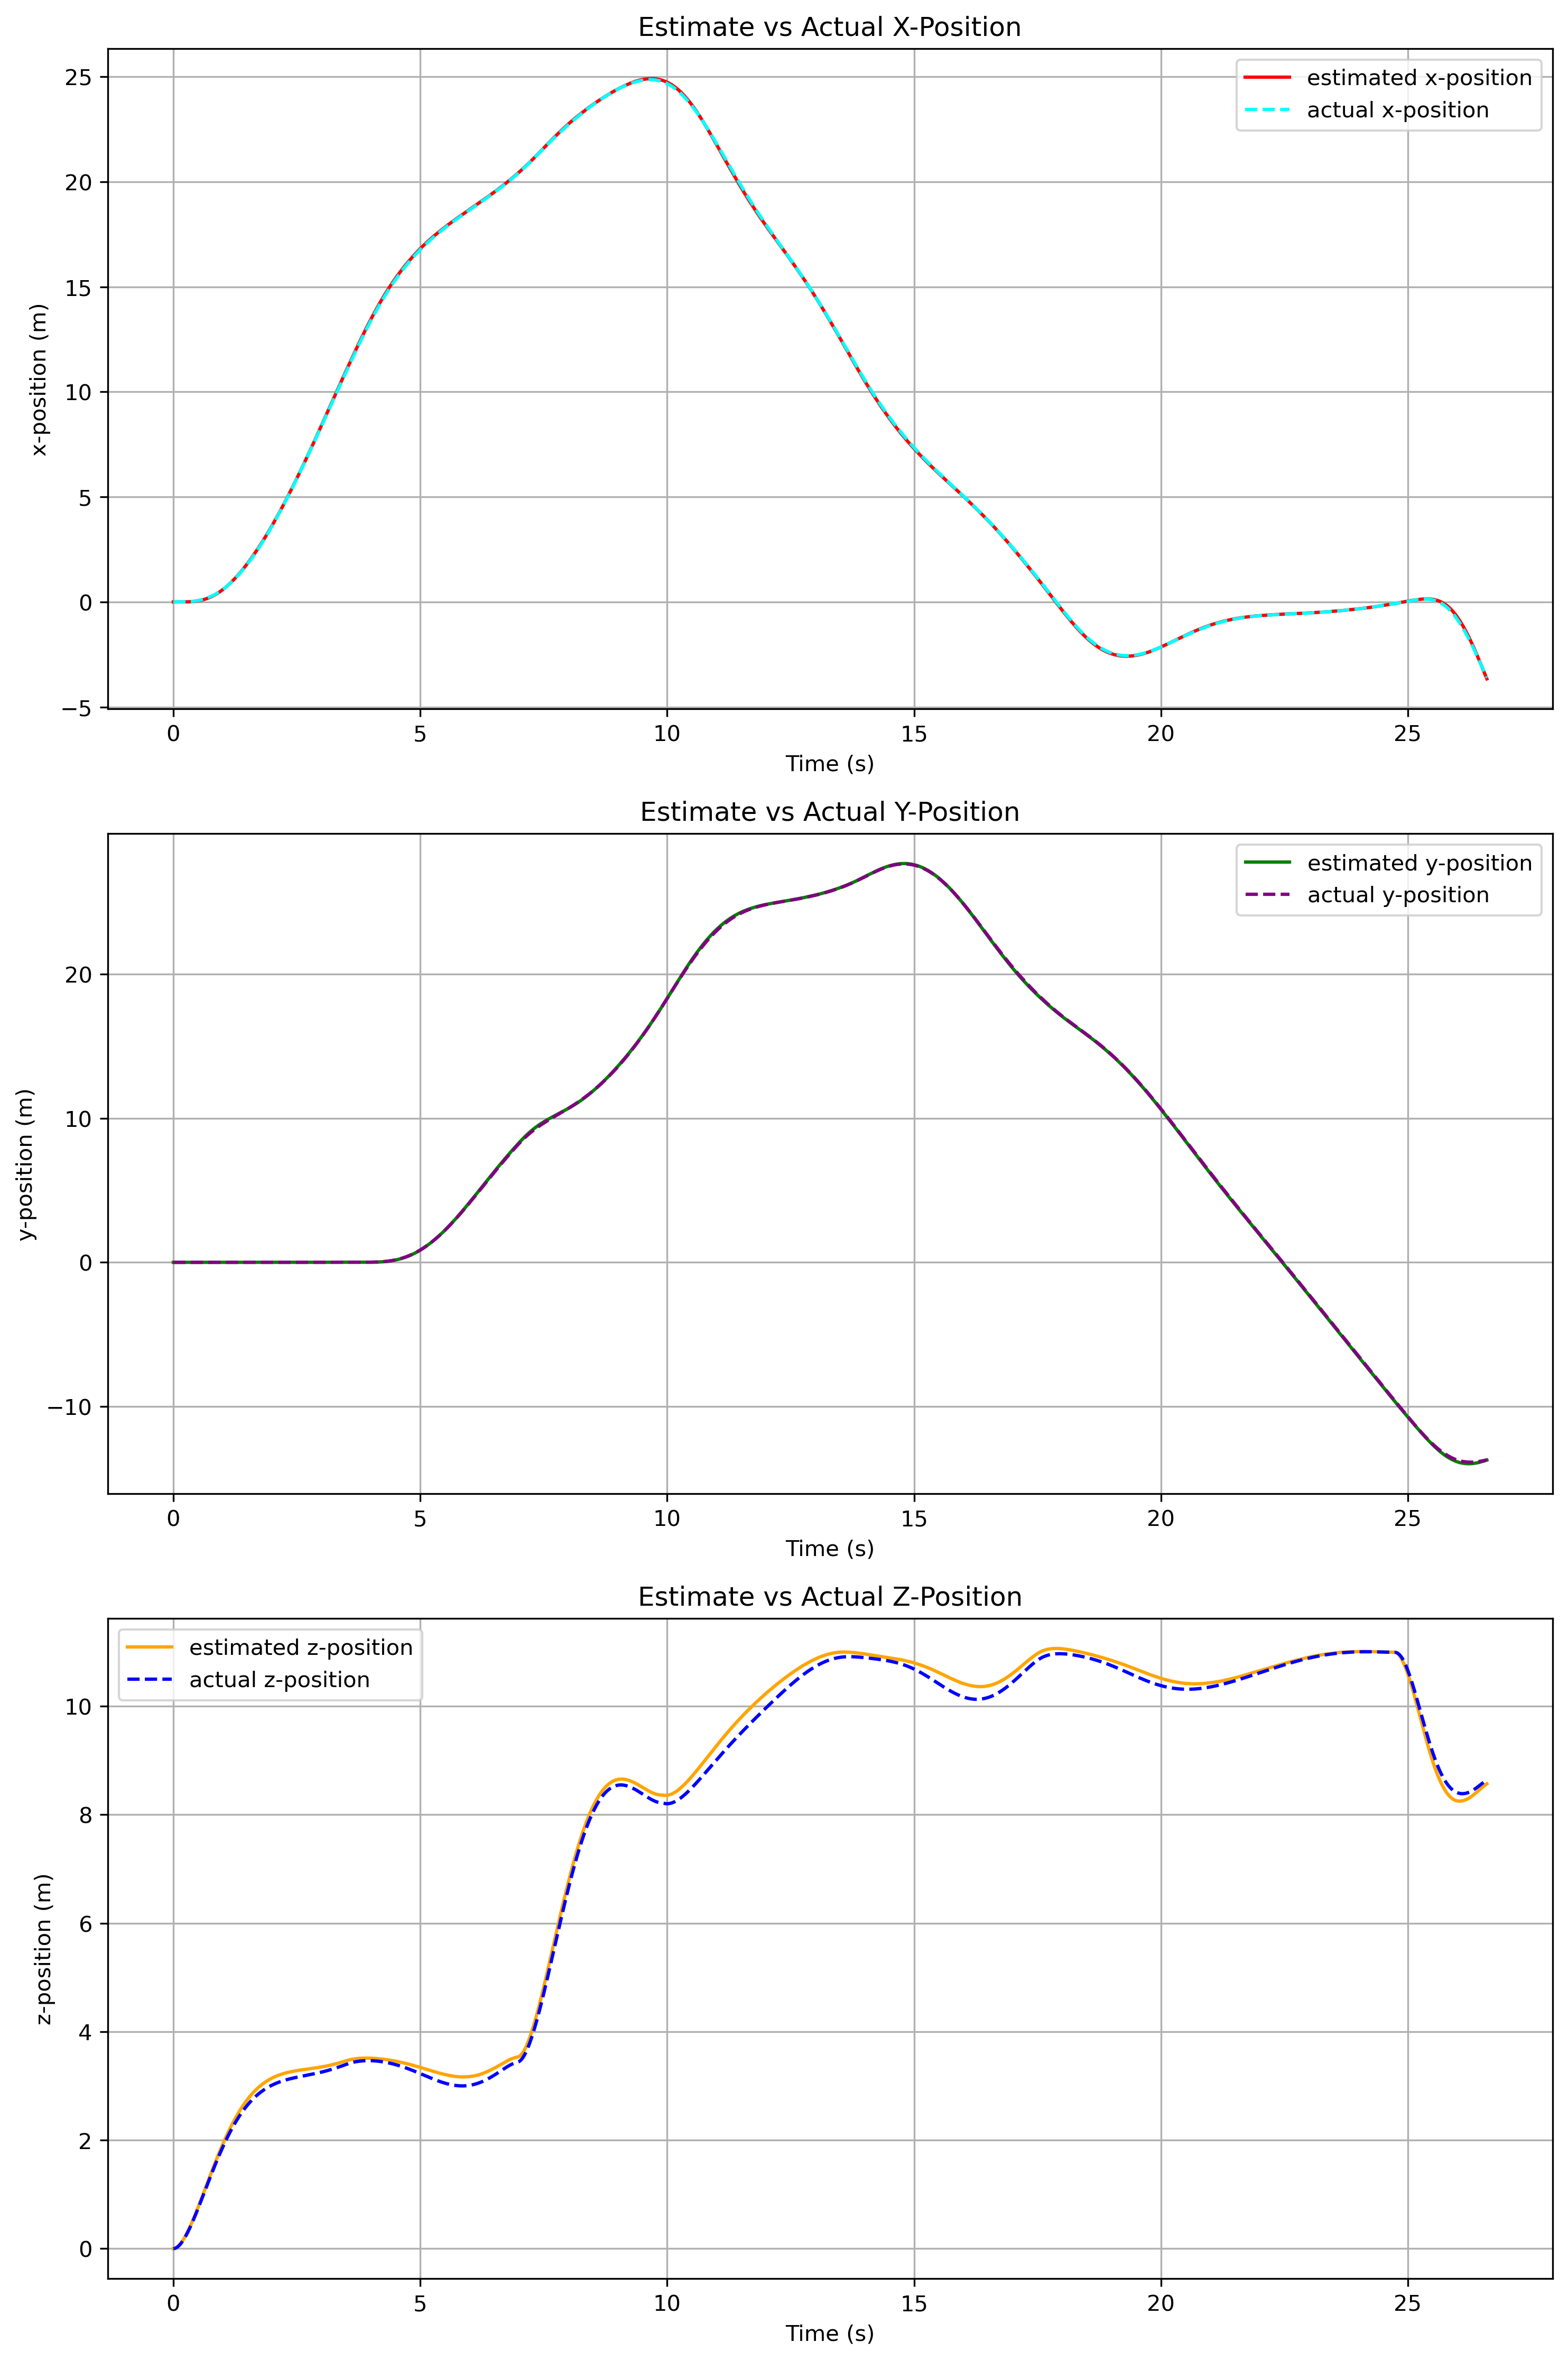 Estimate vs Actual X-Position
25
20
15
10
5
0
−5
x-position (m)
estimated x-position
actual x-position
0 5 10 15 20 25
Time (s)
Estimate vs Actual Y-Position
20
10
0
−10
y-position (m)
estimated y-position
actual y-position
0 5 10 15 20 25
Time (s)
Estimate vs Actual Z-Position
10
8
6
4
2
0
z-position (m)
estimated z-position
actual z-position
0 5 10 15 20 25
Time (s)